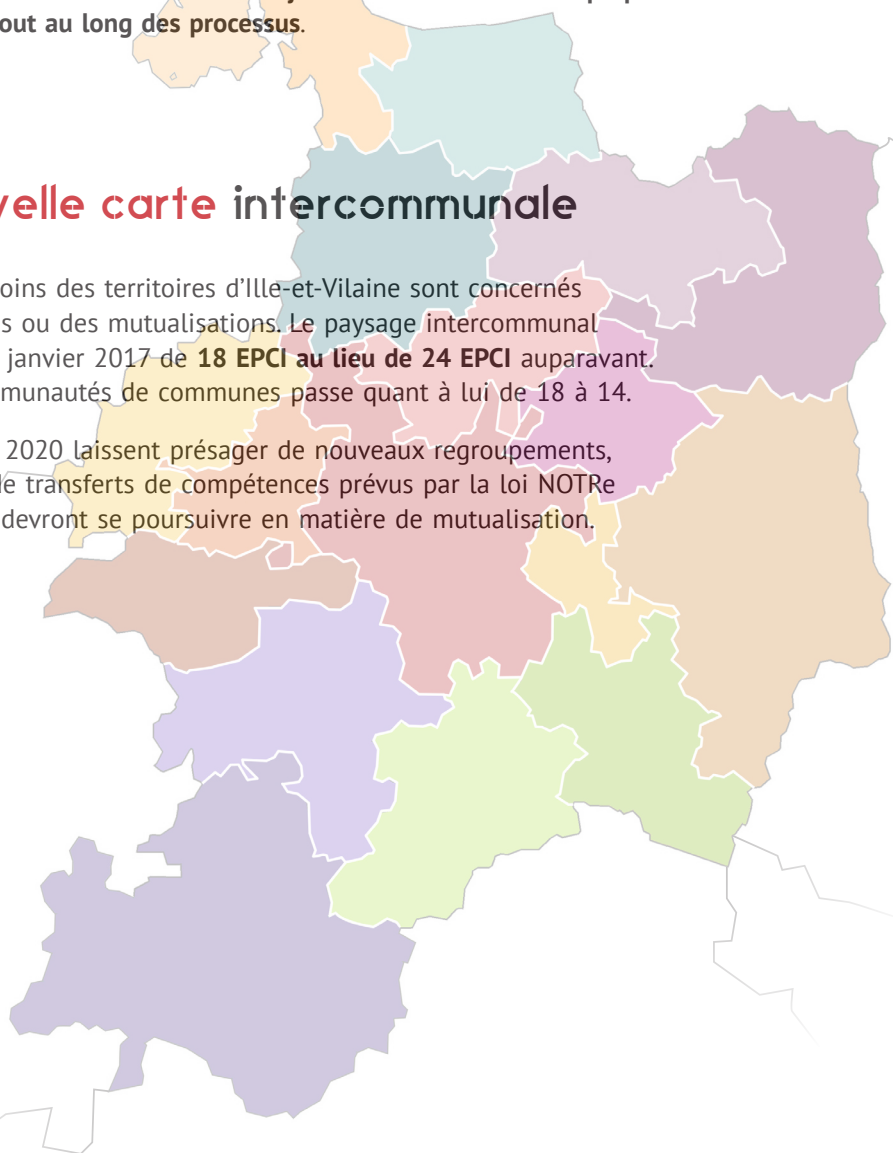 out au long des processus.
velle carte intercommunale
oins des territoires d'Ille-et-Vilaine sont concernés
s ou des mutualisations. Le paysage intercommunal
janvier 2017 de 18 EPCI au lieu de 24 EPCI auparavant.
munautés de communes passe quant à lui de 18 à 14.
2020 laissent présager de nouveaux regroupements,
de transferts de compétences prévus par la loi NOTRe
devront se poursuivre en matière de mutualisation.